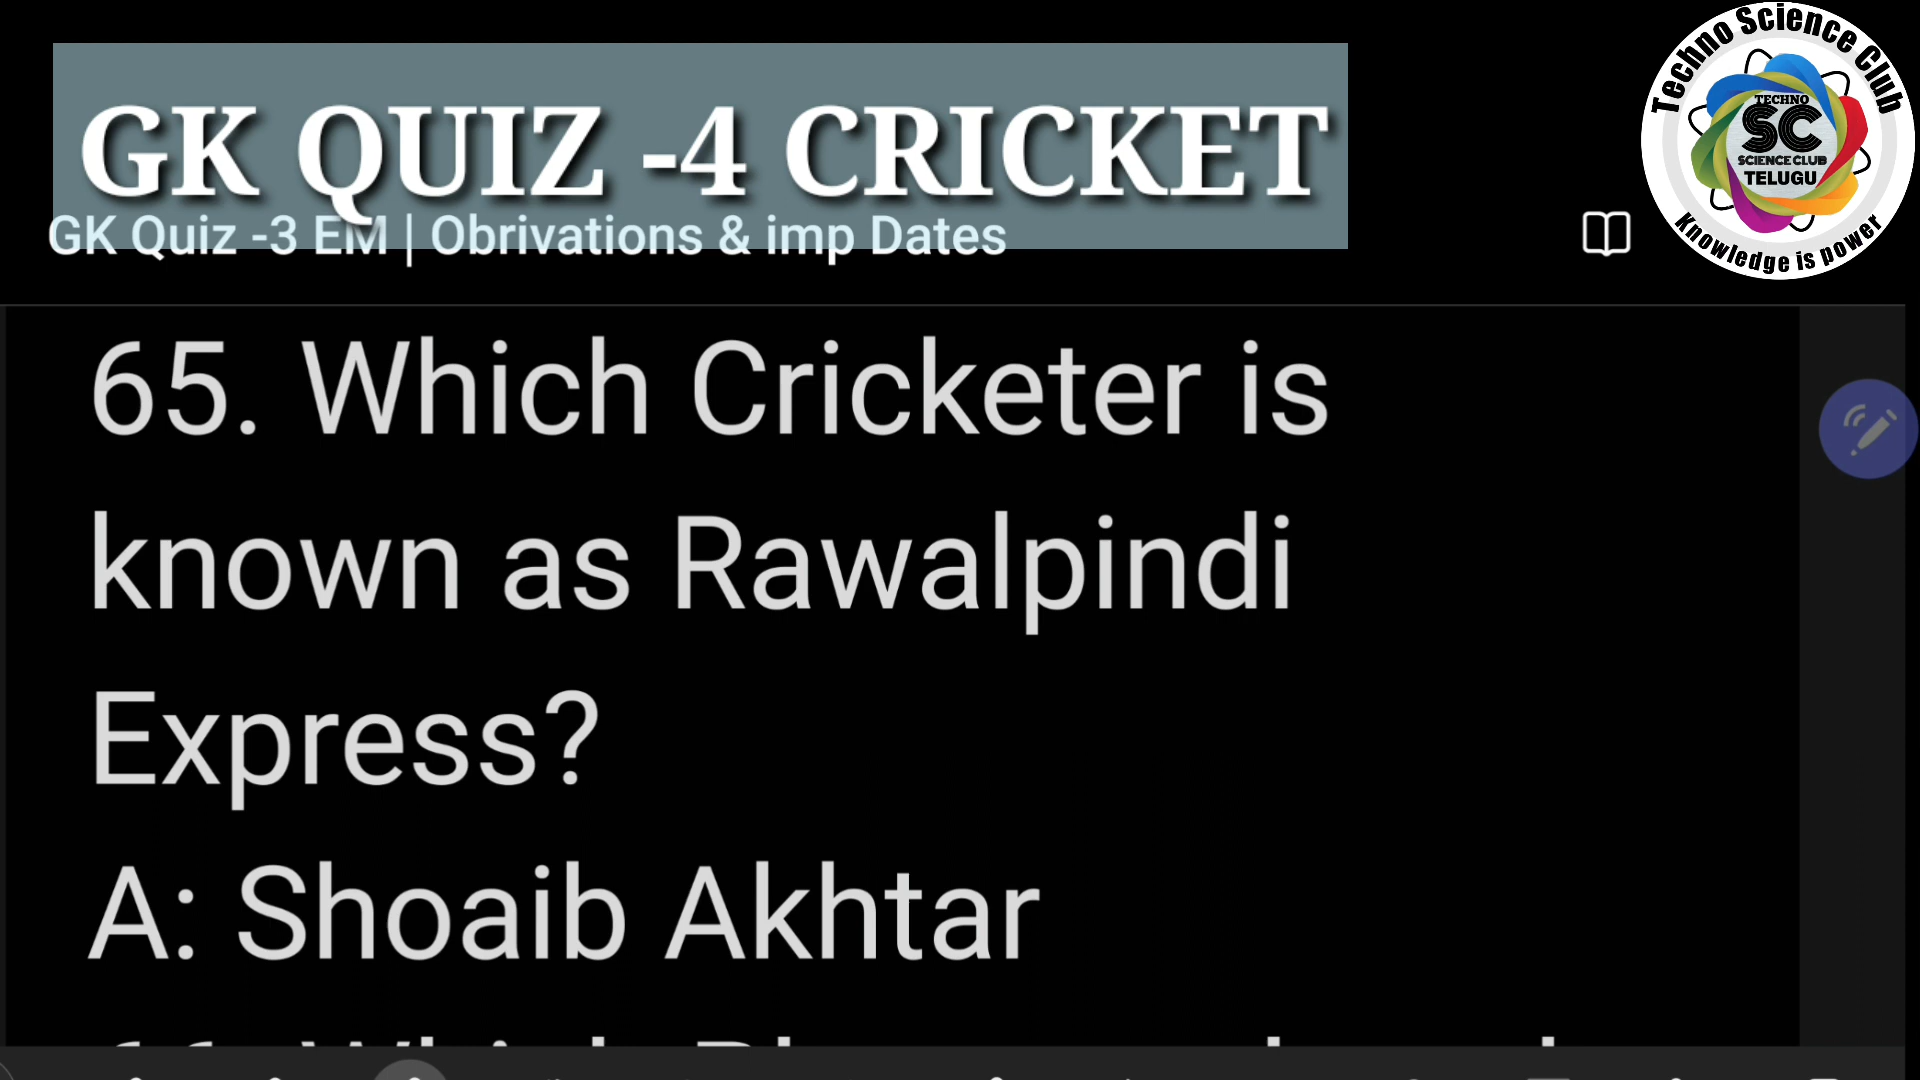 GK QUIZ -4 CRICKET
GK Quiz -3 EM | Obrivations & imp Dates
Techno Science Club
TECHNO
SC
SCIENCE CLUB
TELUGU
Knowledge is power
65. Which Cricketer is
known as Rawalpindi
Express?
A: Shoaib Akhtar